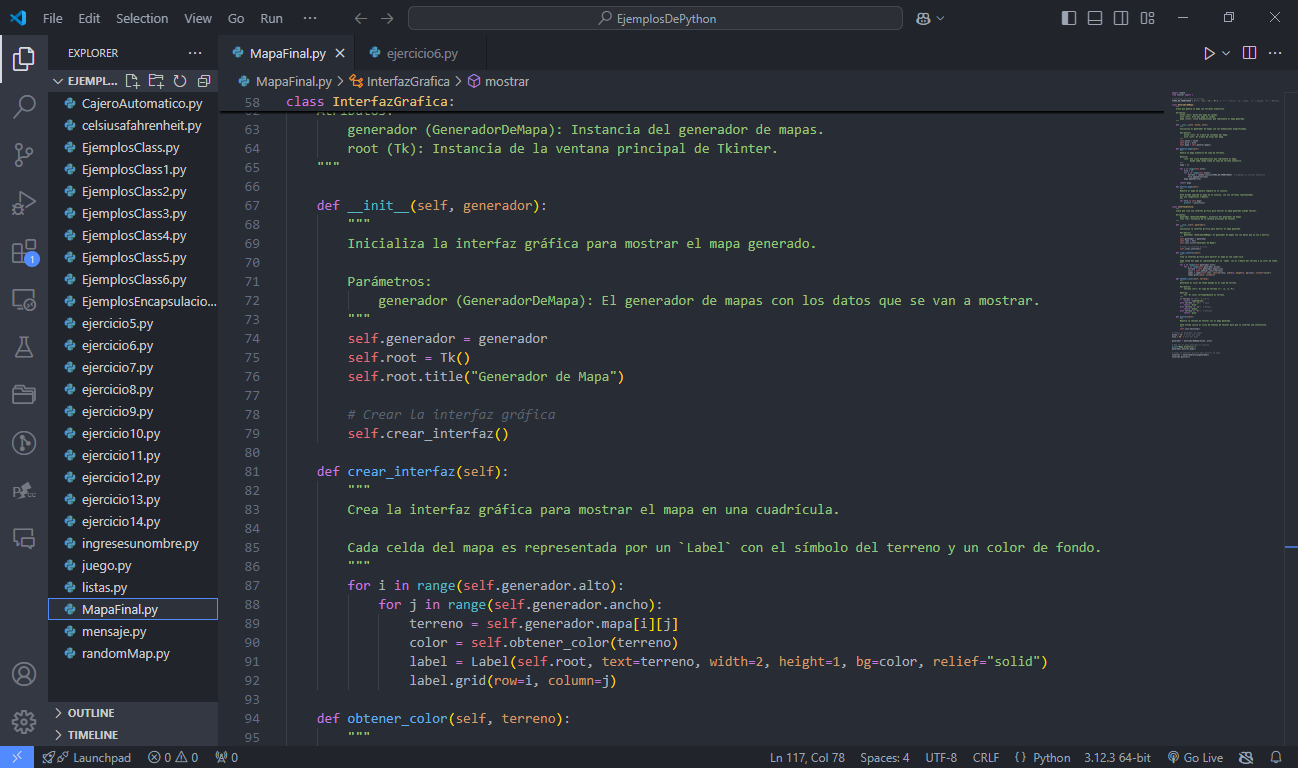 File Edit Selection View Go Run ···
EjemplosDePython
EXPLORER ···
MapaFinal.py
ejercicio6.py
EJEMPL...
MapaFinal.py > InterfazGrafica > mostrar
CajeroAutomatico.py
celsiusafahrenheit.py
EjemplosClass.py
EjemplosClass1.py
EjemplosClass2.py
EjemplosClass3.py
EjemplosClass4.py
EjemplosClass5.py
EjemplosClass6.py
EjemplosEncapsulacio...
ejercicio5.py
ejercicio6.py
ejercicio7.py
ejercicio8.py
ejercicio9.py
ejercicio10.py
ejercicio11.py
ejercicio12.py
ejercicio13.py
ejercicio14.py
ingresesunombre.py
juego.py
listas.py
MapaFinal.py
mensaje.py
randomMap.py
OUTLINE
TIMELINE
1
58 class InterfazGrafica:
62 Atributos:
63 generador (GeneradorDeMapa): Instancia del generador de mapas.
64 root (Tk): Instancia de la ventana principal de Tkinter.
65 """
66
67 def __init__(self, generador):
68 """
69 Inicializa la interfaz gráfica para mostrar el mapa generado.
70
71 Parámetros:
72 generador (GeneradorDeMapa): El generador de mapas con los datos que se van a mostrar.
73 """
74 self.generador = generador
75 self.root = Tk()
76 self.root.title("Generador de Mapa")
77
78 # Crear la interfaz gráfica
79 self.crear_interfaz()
80
81 def crear_interfaz(self):
82 """
83 Crea la interfaz gráfica para mostrar el mapa en una cuadrícula.
84
85 Cada celda del mapa es representada por un `Label` con el símbolo del terreno y un color de fondo.
86 """
87 for i in range(self.generador.alto):
88 for j in range(self.generador.ancho):
89 terreno = self.generador.mapa[i][j]
90 color = self.obtener_color(terreno)
91 label = Label(self.root, text=terreno, width=2, height=1, bg=color, relief="solid")
92 label.grid(row=i, column=j)
93
94 def obtener_color(self, terreno):
95 """
Launchpad 0 0 0 Ln 117, Col 78 Spaces: 4 UTF-8 CRLF {} Python 3.12.3 64-bit Go Live